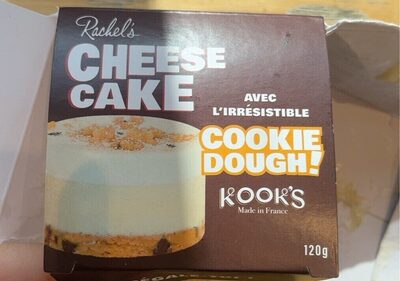 Rachel's
CHEESE
CAKE
AVEC
L'IRRÉSISTIBLE
COOKIE
DOUGH!
KOOK'S
Made in France
120g